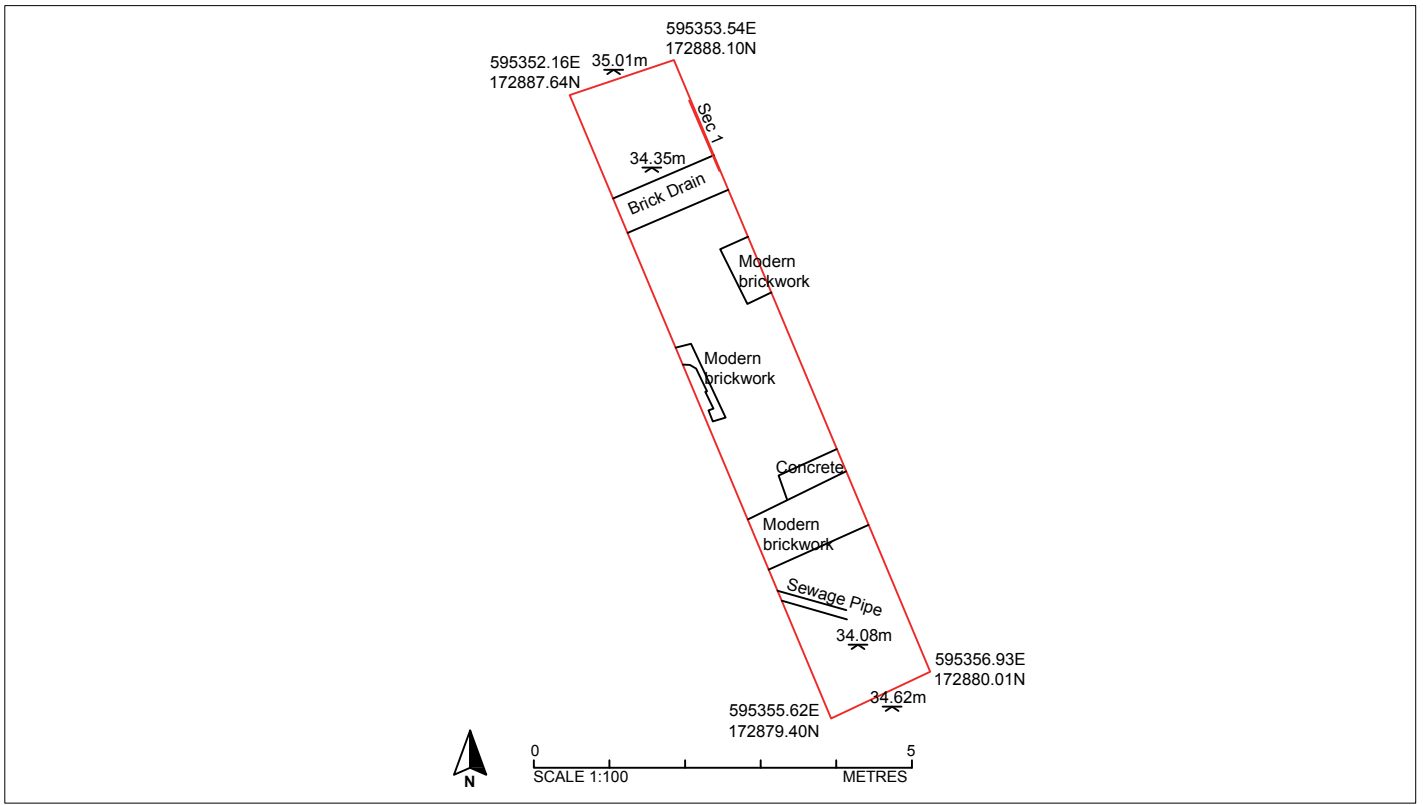 595353.54E
172888.10N
595352.16E
172887.64N
35.01m
Sec 1
34.35m
Brick Drain
Modern
brickwork
Modern
brickwork
Concrete
Modern
brickwork
Sewage Pipe
34.08m
595356.93E
172880.01N
34.62m
595355.62E
172879.40N
N
0
5
SCALE 1:100
METRES